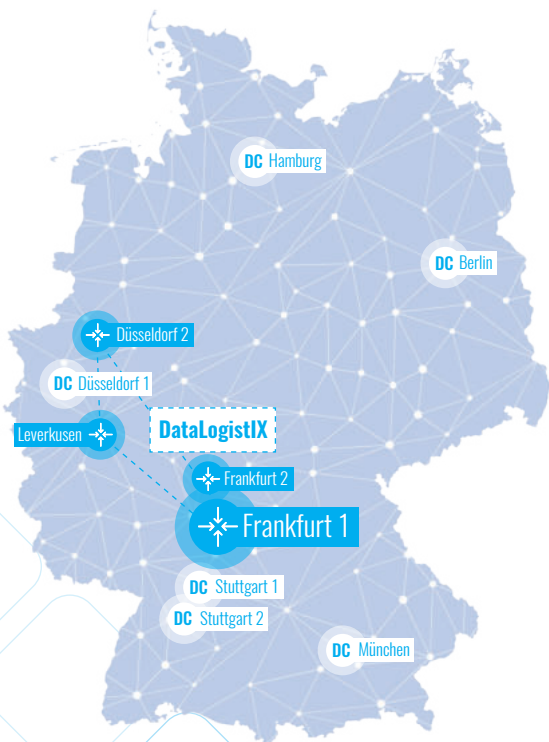 DC Hamburg
DC Berlin
Düsseldorf 2
DC Düsseldorf 1
Leverkusen
DataLogistIX
Frankfurt 2
Frankfurt 1
DC Stuttgart 1
DC Stuttgart 2
DC München